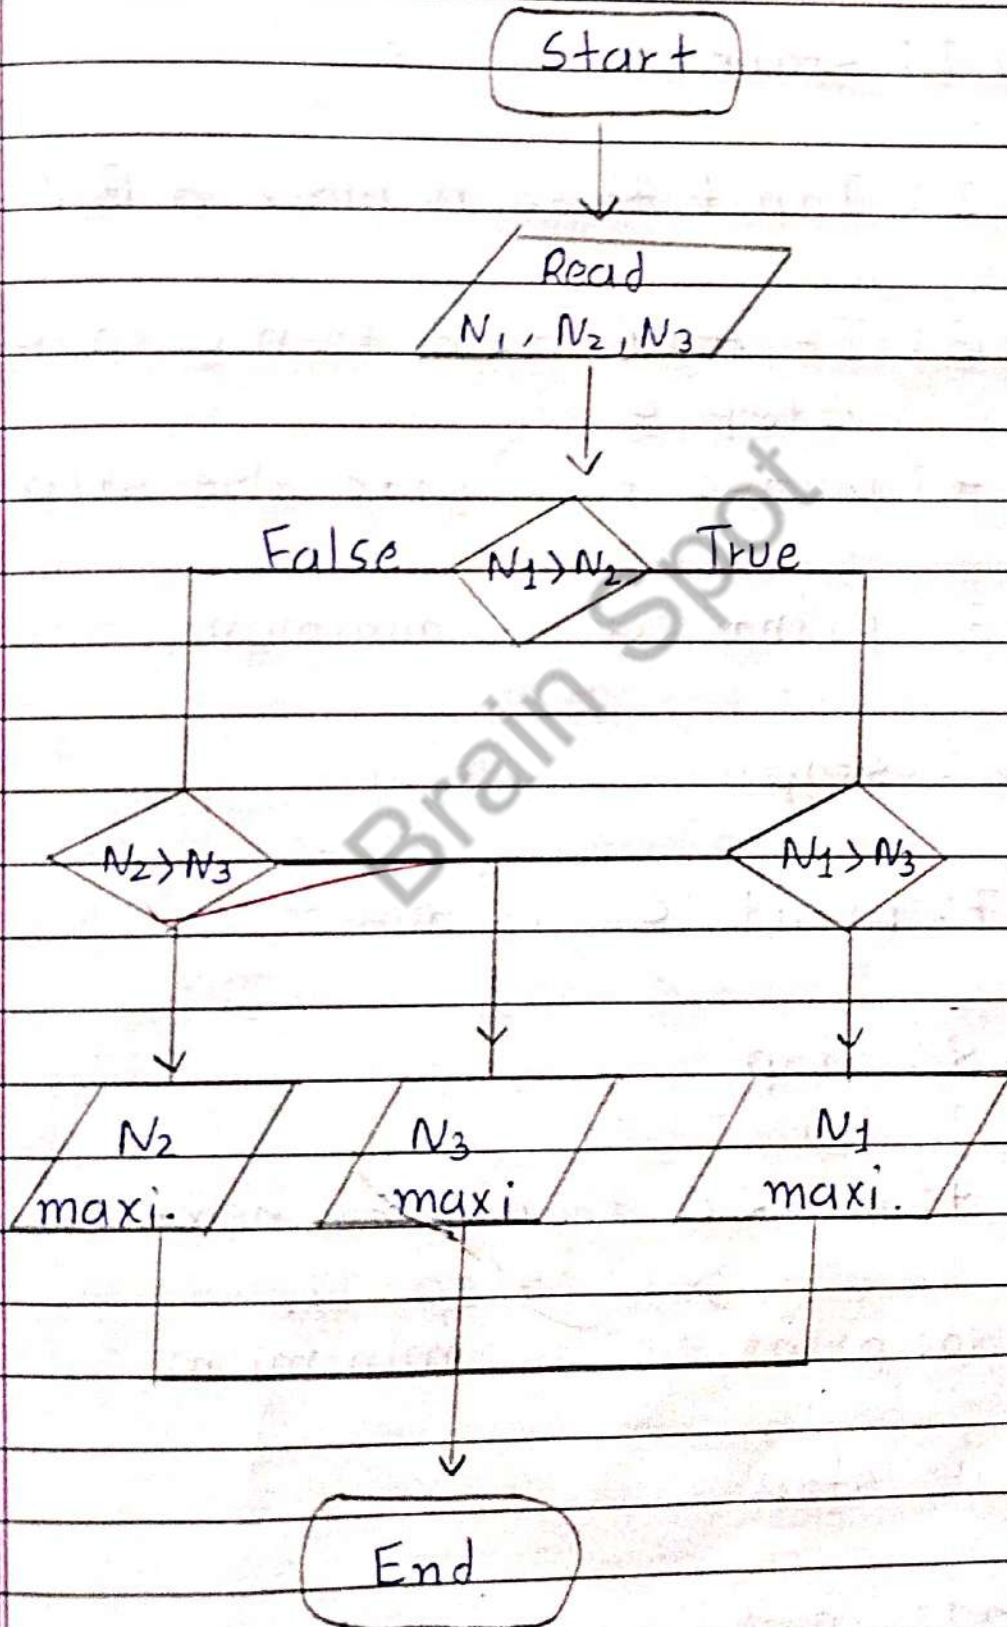 Start
Read
N1, N2, N3
False
N1>N2
True
N2>N3
N1>N3
N2
maxi.
N3
maxi
N1
maxi.
End
Brain Spot